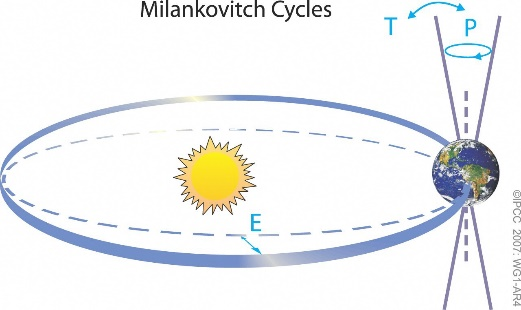 Milankovitch Cycles
T
P
E
©IPCC 2007: WG1-AR4